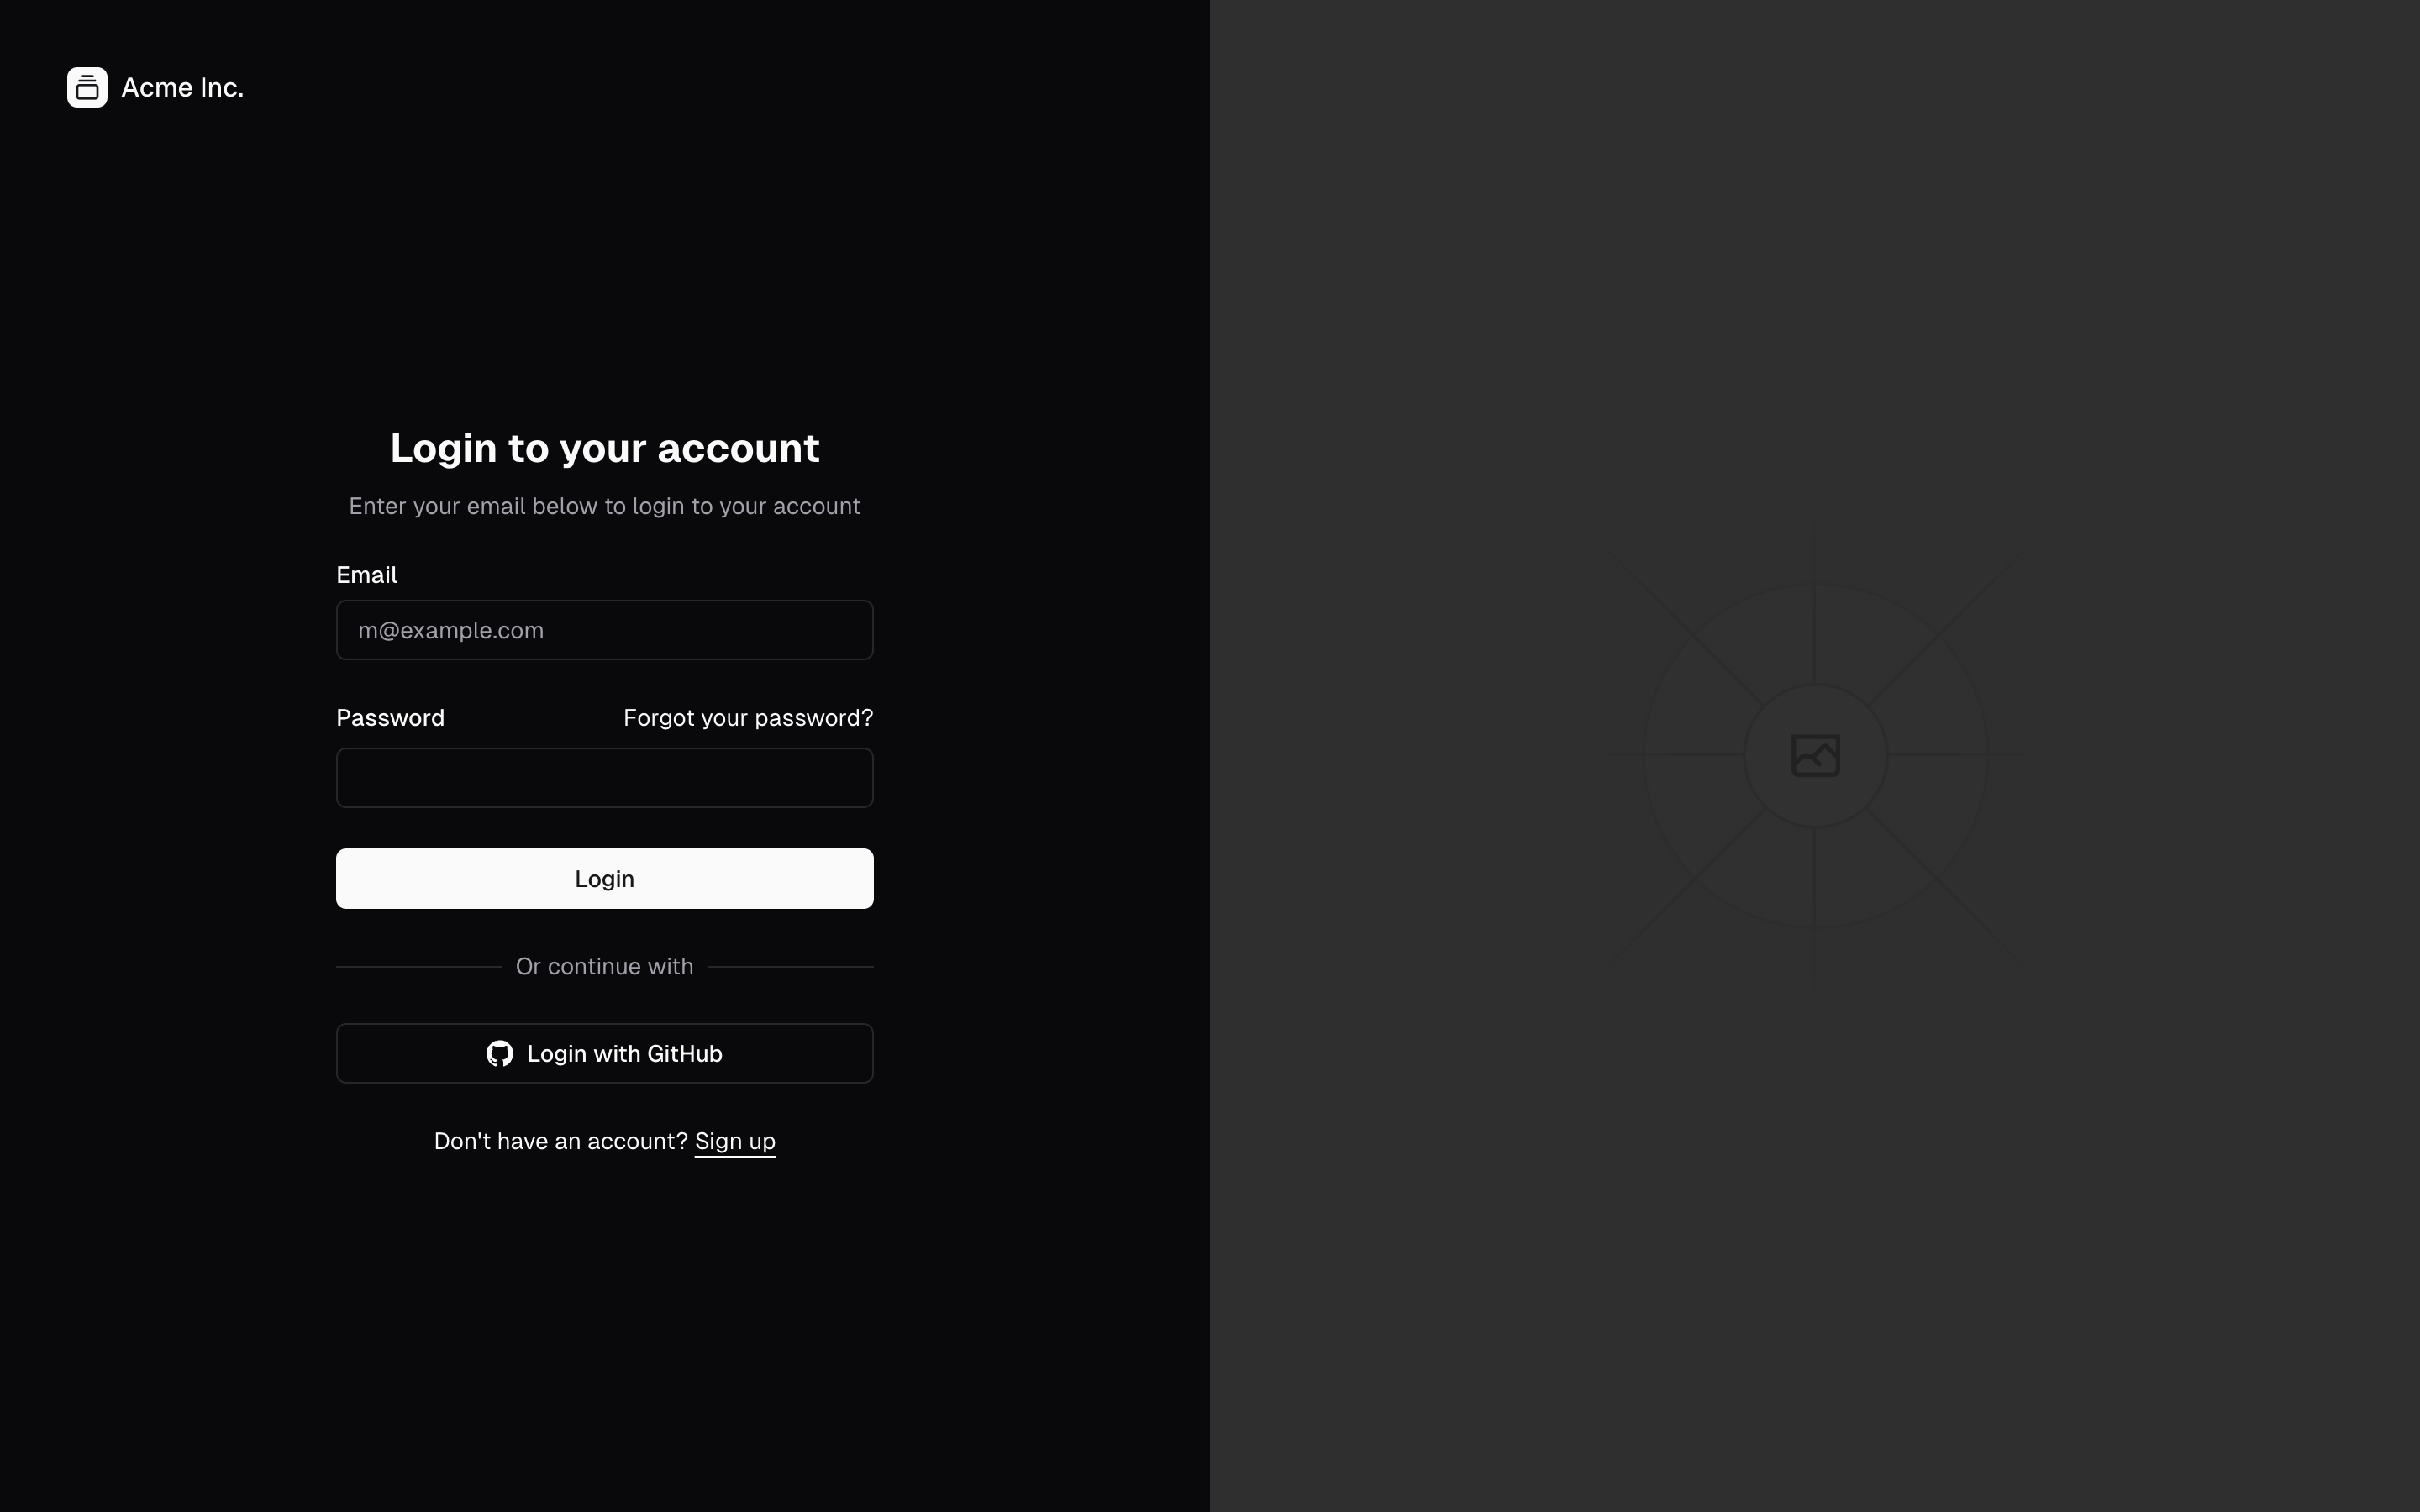 Acme Inc.
Login to your account
Enter your email below to login to your account
Email
m@example.com
Password
Forgot your password?
Login
Or continue with
Login with GitHub
Don't have an account? Sign up